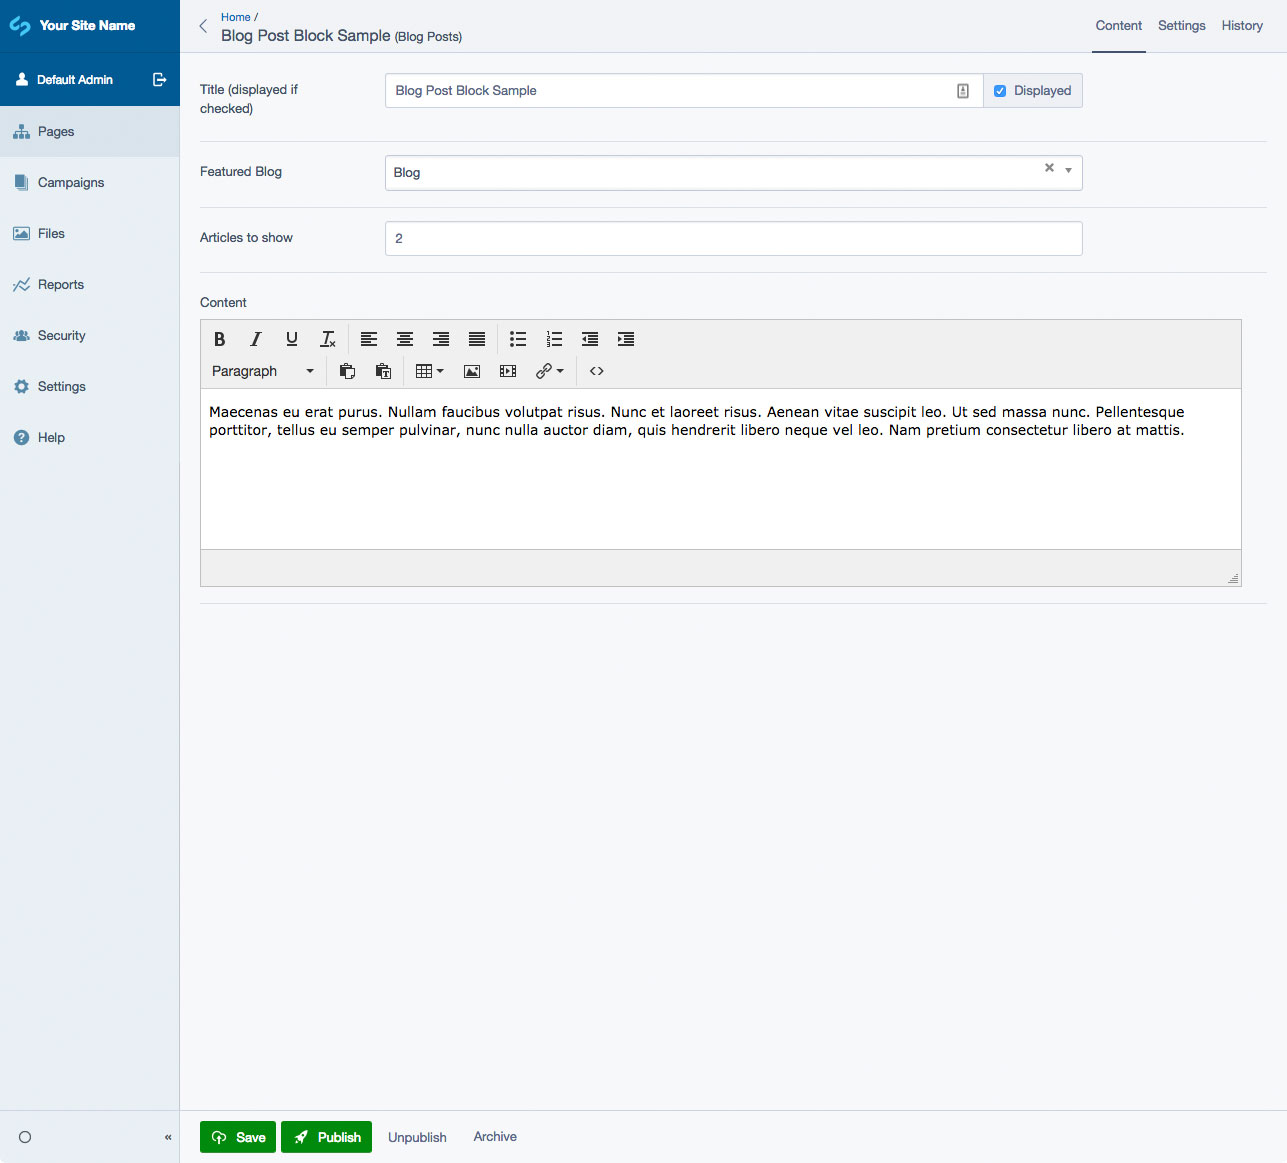 Your Site Name
Default Admin
Pages
Campaigns
Files
Reports
Security
Settings
Help
«
Home /
Blog Post Block Sample (Blog Posts)
Content
Settings
History
Title (displayed if
checked)
Blog Post Block Sample
Displayed
Featured Blog
Blog
Articles to show
2
Content
Paragraph
Maecenas eu erat purus. Nullam faucibus volutpat risus. Nunc et laoreet risus. Aenean vitae suscipit leo. Ut sed massa nunc. Pellentesque
porttitor, tellus eu semper pulvinar, nunc nulla auctor diam, quis hendrerit libero neque vel leo. Nam pretium consectetur libero at mattis.
Save
Publish
Unpublish
Archive